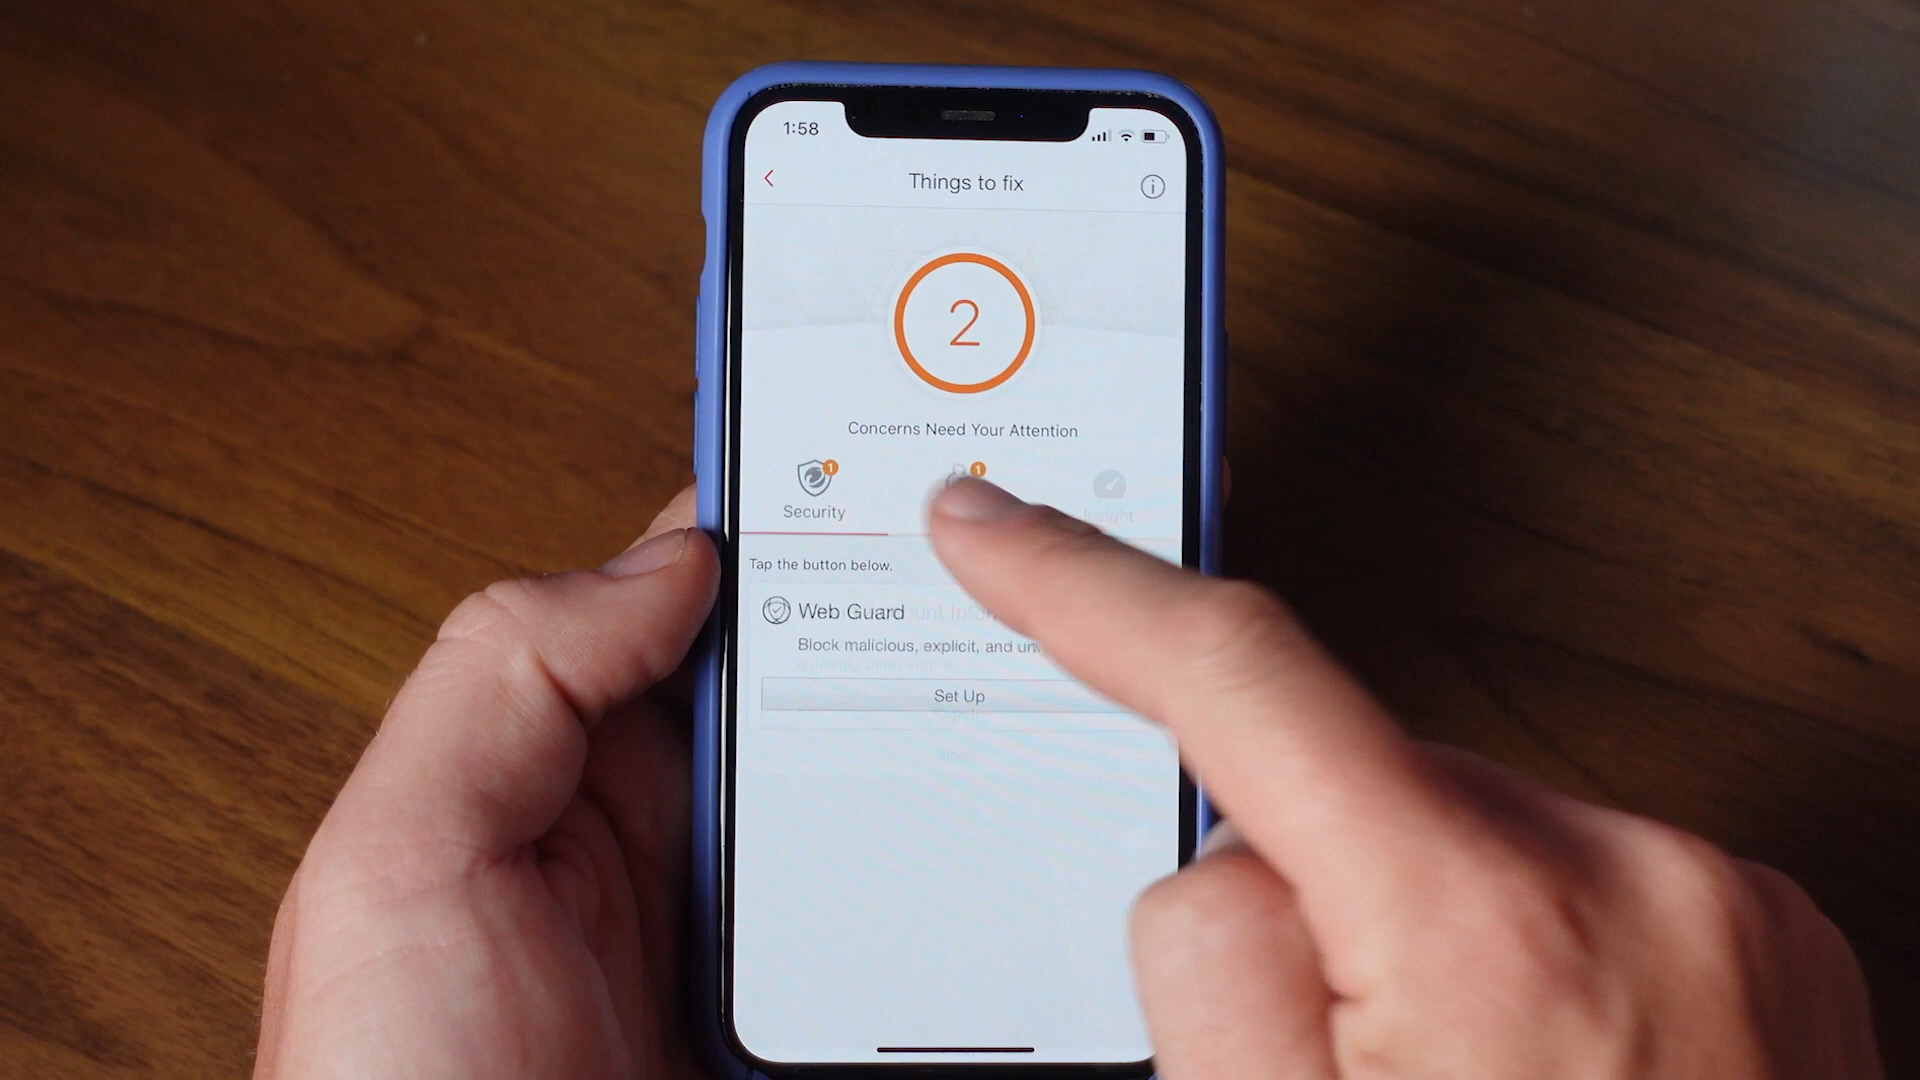 1:58
Things to fix
2
Concerns Need Your Attention
1
1
Security
Insight
Tap the button below.
Web Guard
Block malicious, explicit, and
Set Up